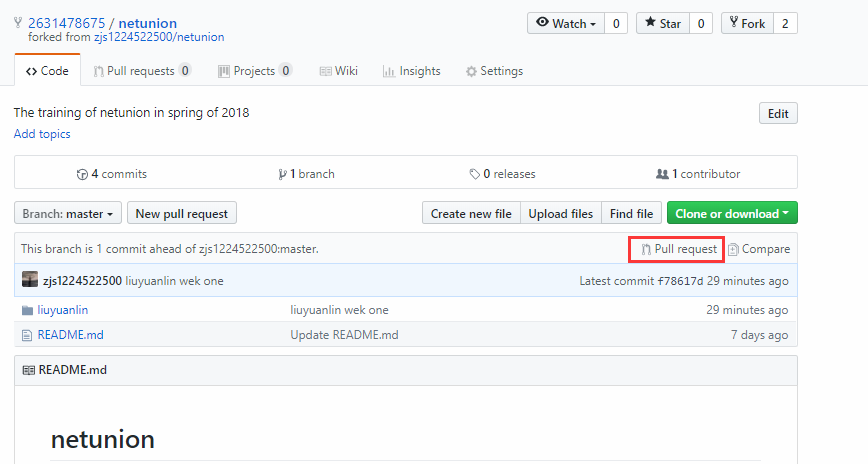 2631478675 / netunion
Watch 0 Star 0 Fork 2
forked from zjs1224522500/netunion
Code Pull requests 0 Projects 0 Wiki Insights Settings
The training of netunion in spring of 2018 Edit
Add topics
4 commits 1 branch 0 releases 1 contributor
Branch: master New pull request Create new file Upload files Find file Clone or download
This branch is 1 commit ahead of zjs1224522500:master. Pull request Compare
zjs1224522500 liuyuanlin wek one Latest commit f78617d 29 minutes ago
liuyuanlin liuyuanlin wek one 29 minutes ago
README.md Update README.md 7 days ago
README.md
netunion